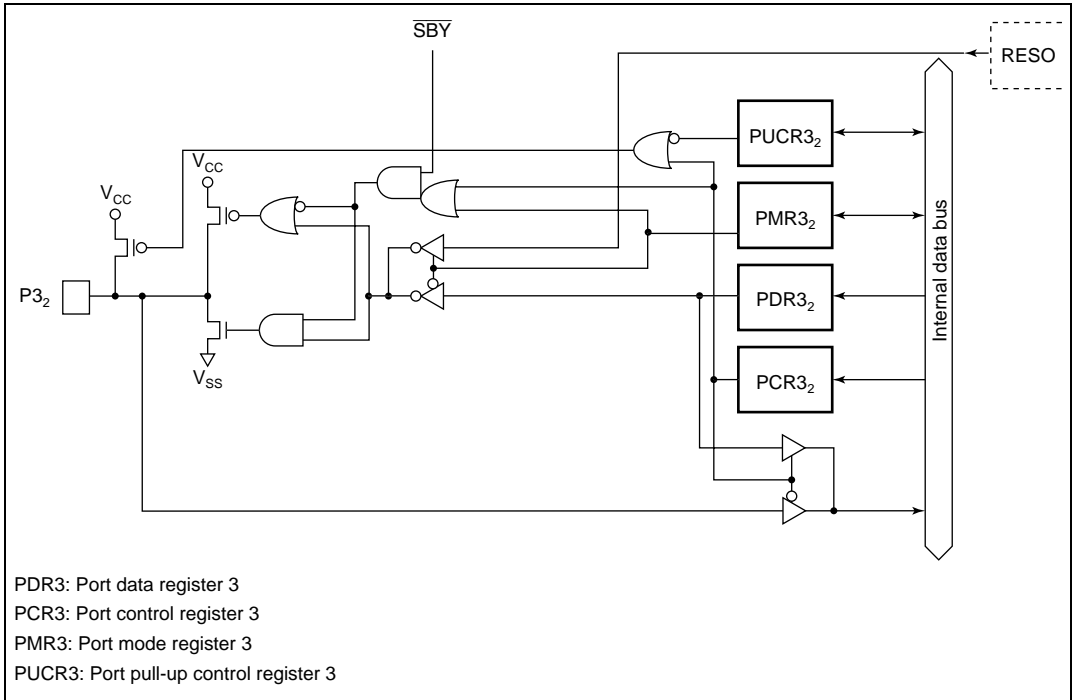 SBY
RESO
PUCR3₂
V_CC
V_CC
PMR3₂
Internal data bus
P3₂
PDR3₂
V_SS
PCR3₂
PDR3: Port data register 3
PCR3: Port control register 3
PMR3: Port mode register 3
PUCR3: Port pull-up control register 3